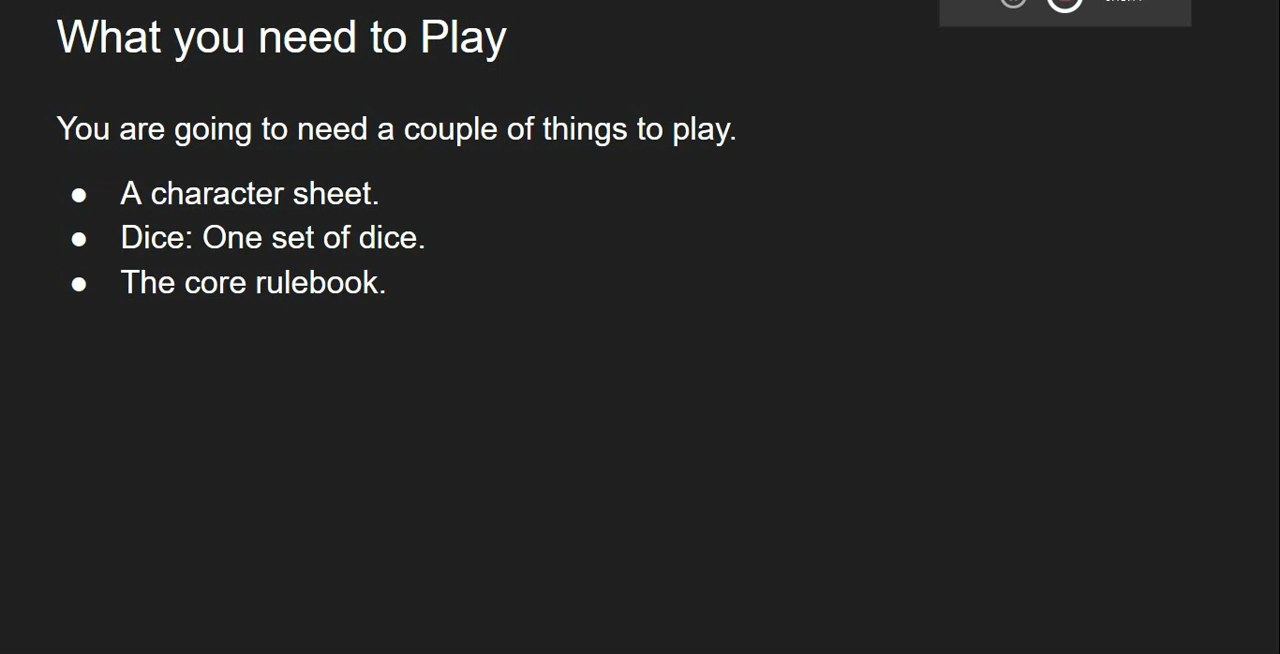 What you need to Play
You are going to need a couple of things to play.
● A character sheet.
● Dice: One set of dice.
● The core rulebook.